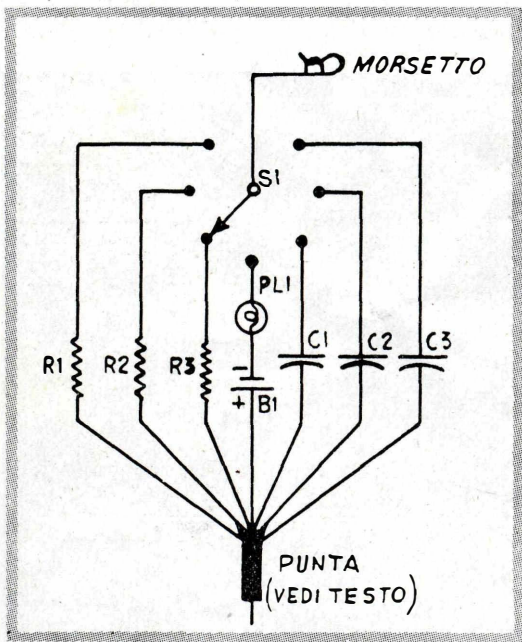 MORSETTO
S1
PL1
R1
R2
R3
C1
C2
C3
-
+
B1
PUNTA
(VEDI TESTO)